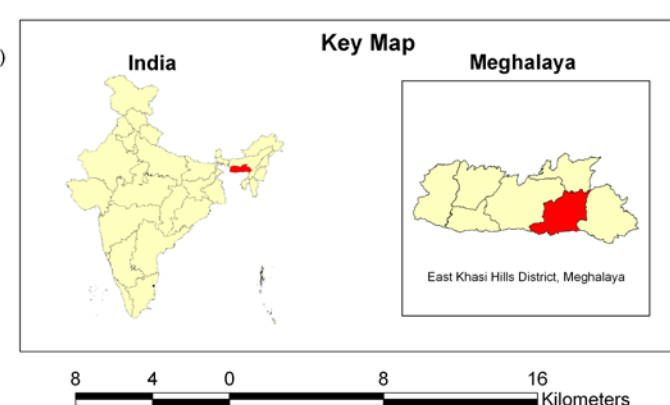 )
Key Map
India
Meghalaya
East Khasi Hills District, Meghalaya
8 4 0 8 16
Kilometers